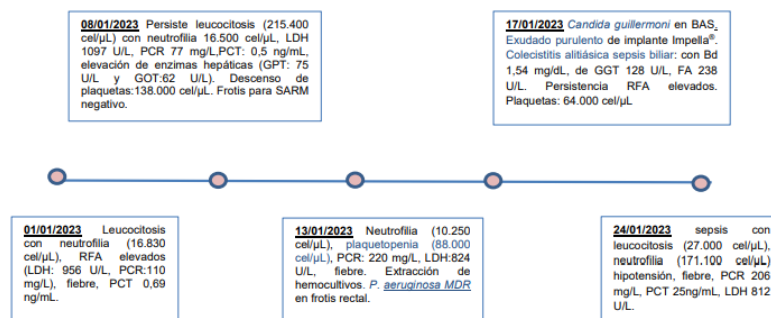 08/01/2023 Persiste leucocitosis (215.400
cel/µL) con neutrofilia 16.500 cel/µL, LDH
1097 U/L, PCR 77 mg/L,PCT: 0,5 ng/mL,
elevación de enzimas hepáticas (GPT: 75
U/L y GOT:62 U/L). Descenso de
plaquetas:138.000 cel/µL. Frotis para SARM
negativo.
17/01/2023 Candida guillermoni en BAS.
Exudado purulento de implante Impella®.
Colecistitis alitiásica sepsis biliar: con Bd
1,54 mg/dL, de GGT 128 U/L, FA 238
U/L. Persistencia RFA elevados.
Plaquetas: 64.000 cel/µL
01/01/2023 Leucocitosis
con neutrofilia (16.830
cel/µL), RFA elevados
(LDH: 956 U/L, PCR:110
mg/L), fiebre, PCT 0,69
ng/mL.
13/01/2023 Neutrofilia (10.250
cel/µL), plaquetopenia (88.000
cel/µL), PCR: 220 mg/L, LDH:824
U/L, fiebre. Extracción de
hemocultivos. P. aeruginosa MDR
en frotis rectal.
24/01/2023 sepsis con
leucocitosis (27.000 cel/µL),
neutrofilia (171.100 cel/µL)
hipotensión, fiebre, PCR 206
mg/L, PCT 25ng/mL, LDH 812
U/L.